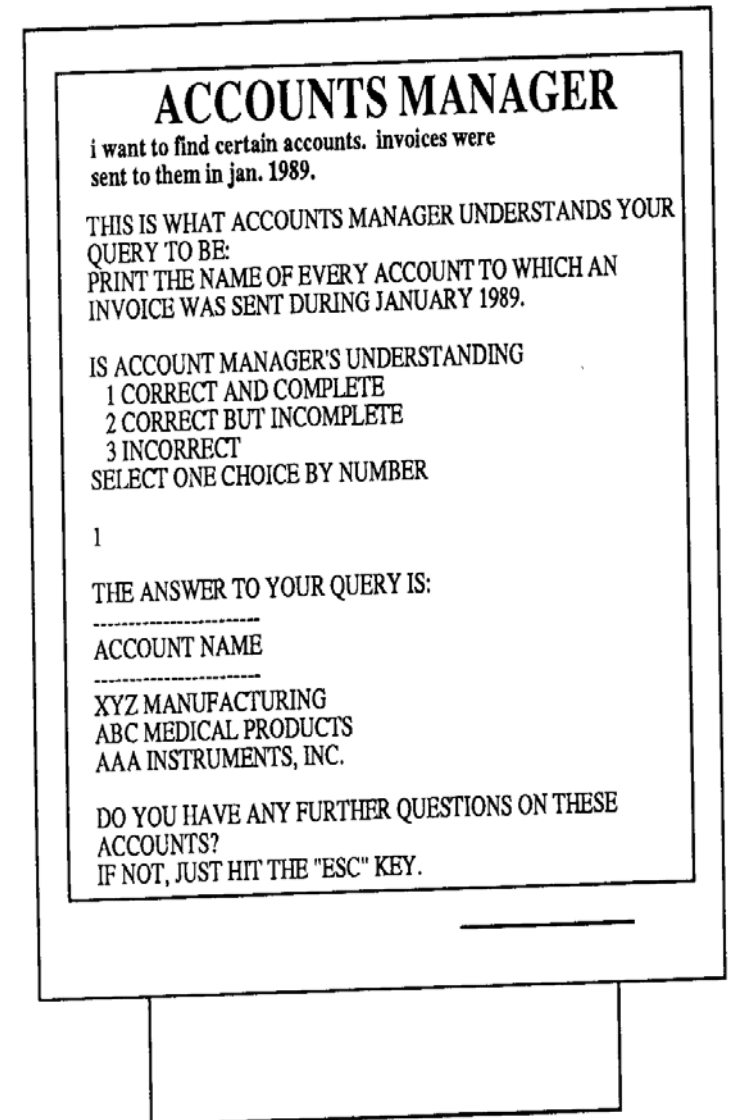 ACCOUNTS MANAGER
i want to find certain accounts. invoices were
sent to them in jan. 1989.
THIS IS WHAT ACCOUNTS MANAGER UNDERSTANDS YOUR
QUERY TO BE:
PRINT THE NAME OF EVERY ACCOUNT TO WHICH AN
INVOICE WAS SENT DURING JANUARY 1989.
IS ACCOUNT MANAGER'S UNDERSTANDING
1 CORRECT AND COMPLETE
2 CORRECT BUT INCOMPLETE
3 INCORRECT
SELECT ONE CHOICE BY NUMBER
1
THE ANSWER TO YOUR QUERY IS:
------------------------
ACCOUNT NAME
------------------------
XYZ MANUFACTURING
ABC MEDICAL PRODUCTS
AAA INSTRUMENTS, INC.
DO YOU HAVE ANY FURTHER QUESTIONS ON THESE
ACCOUNTS?
IF NOT, JUST HIT THE "ESC" KEY.